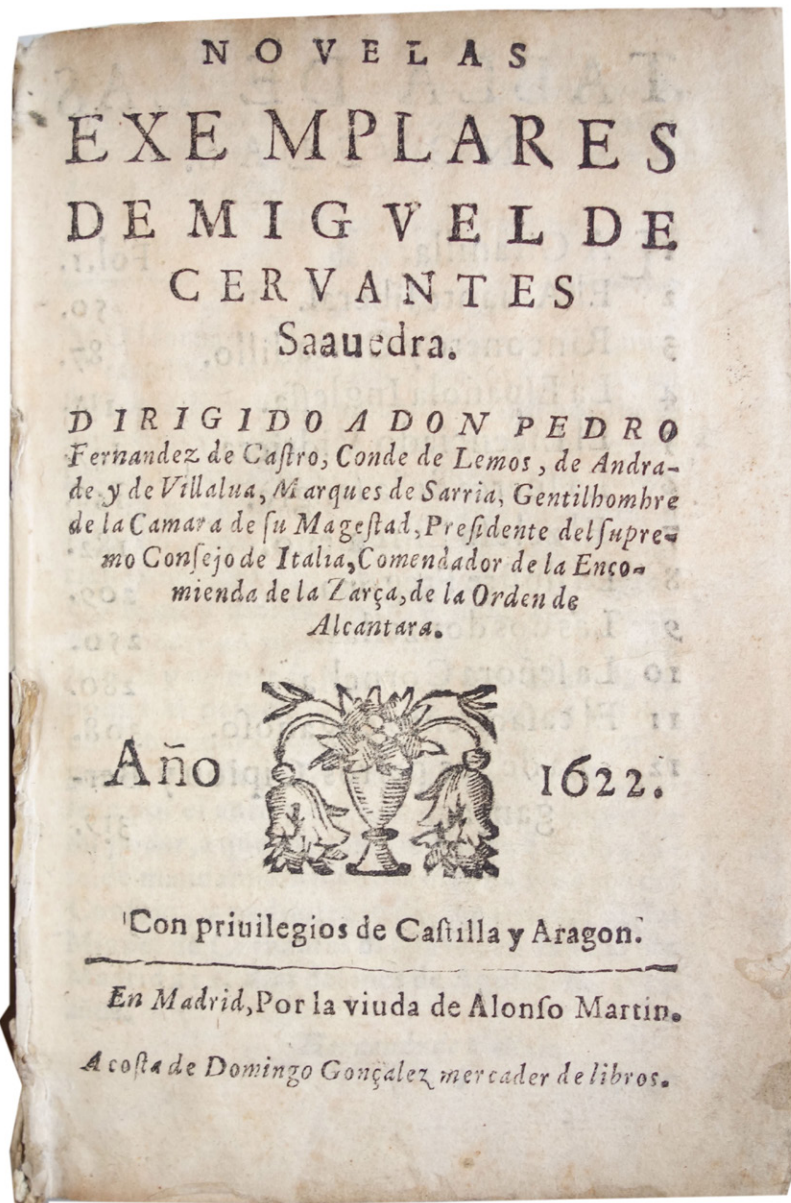 NOVELAS
EXEMPLARES
DE MIGVEL DE
CERVANTES
Saauedra.
DIRIGIDO A DON PEDRO
Fernandez de Caſtro, Conde de Lemos, de Andra-
de y de Villalua, Marques de Sarria, Gentilhombre
de la Camara de ſu Mageſtad, Preſidente del ſupre-
mo Conſejo de Italia, Comendador de la Enco-
mienda de la Zarça, de la Orden de
Alcantara.
Año 1622.
Con priuilegios de Caſtilla y Aragon.
En Madrid, Por la viuda de Alonſo Martin.
A coſta de Domingo Gonçalez mercader de libros.